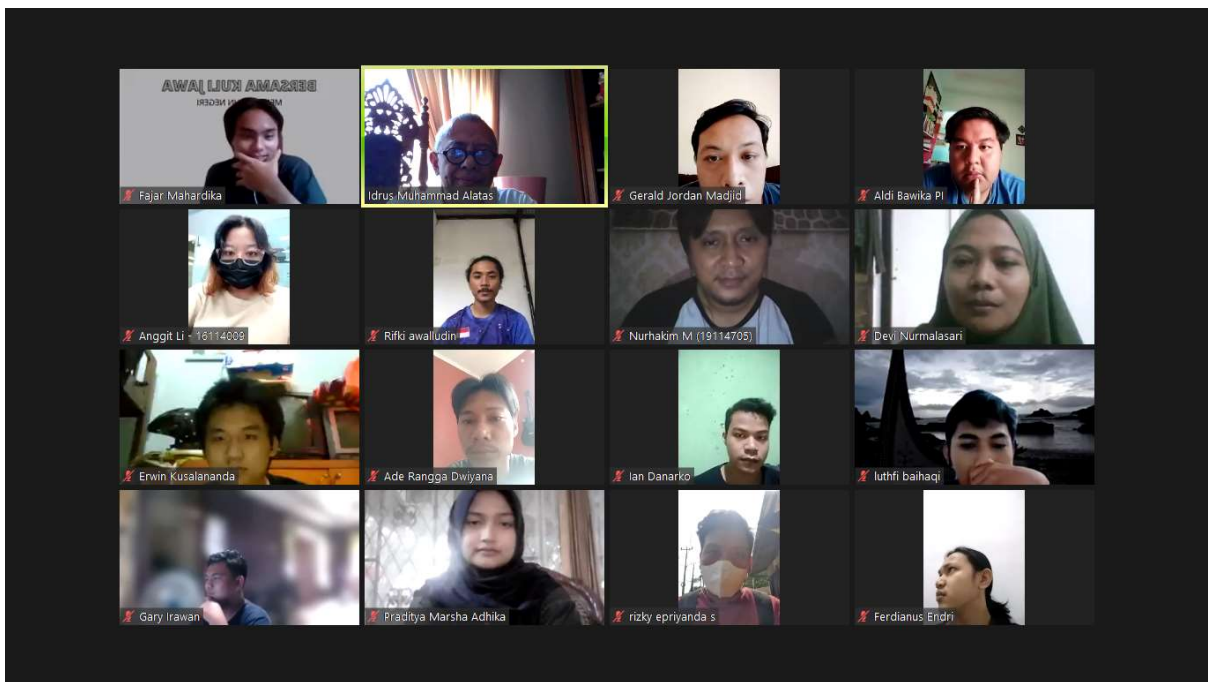 BERSAMA KULI JAWA
NEGERI
Fajar Mahardika
Idrus Muhammad Alatas
Gerald Jordan Madjid
Aldi Bawika PI
Anggit Li - 16114009
Rifki awalludin
Nurhakim M (19114705)
Devi Nurmalasari
Erwin Kusalananda
Ade Rangga Dwiyana
Ian Danarko
luthfi baihaqi
Gary Irawan
Praditya Marsha Adhika
rizky epriyanda s
Ferdianus Endri